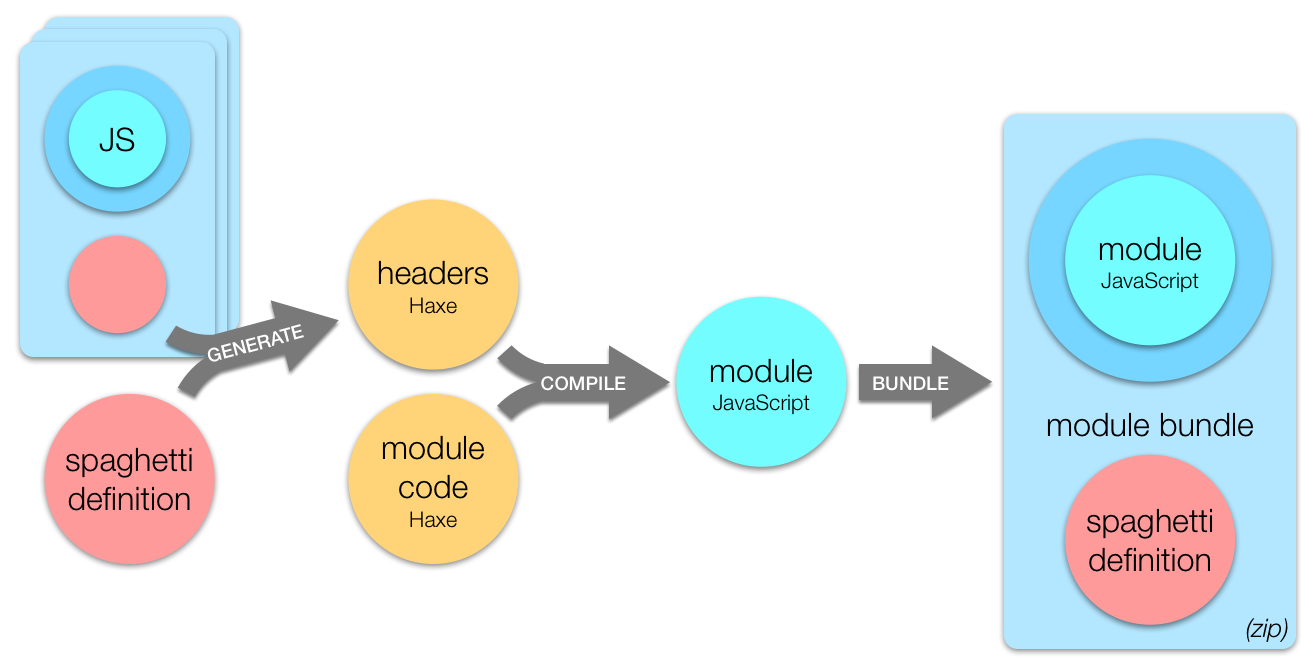 JS
spaghetti
definition
GENERATE
headers
Haxe
module
code
Haxe
COMPILE
module
JavaScript
BUNDLE
module
JavaScript
module bundle
spaghetti
definition
(zip)